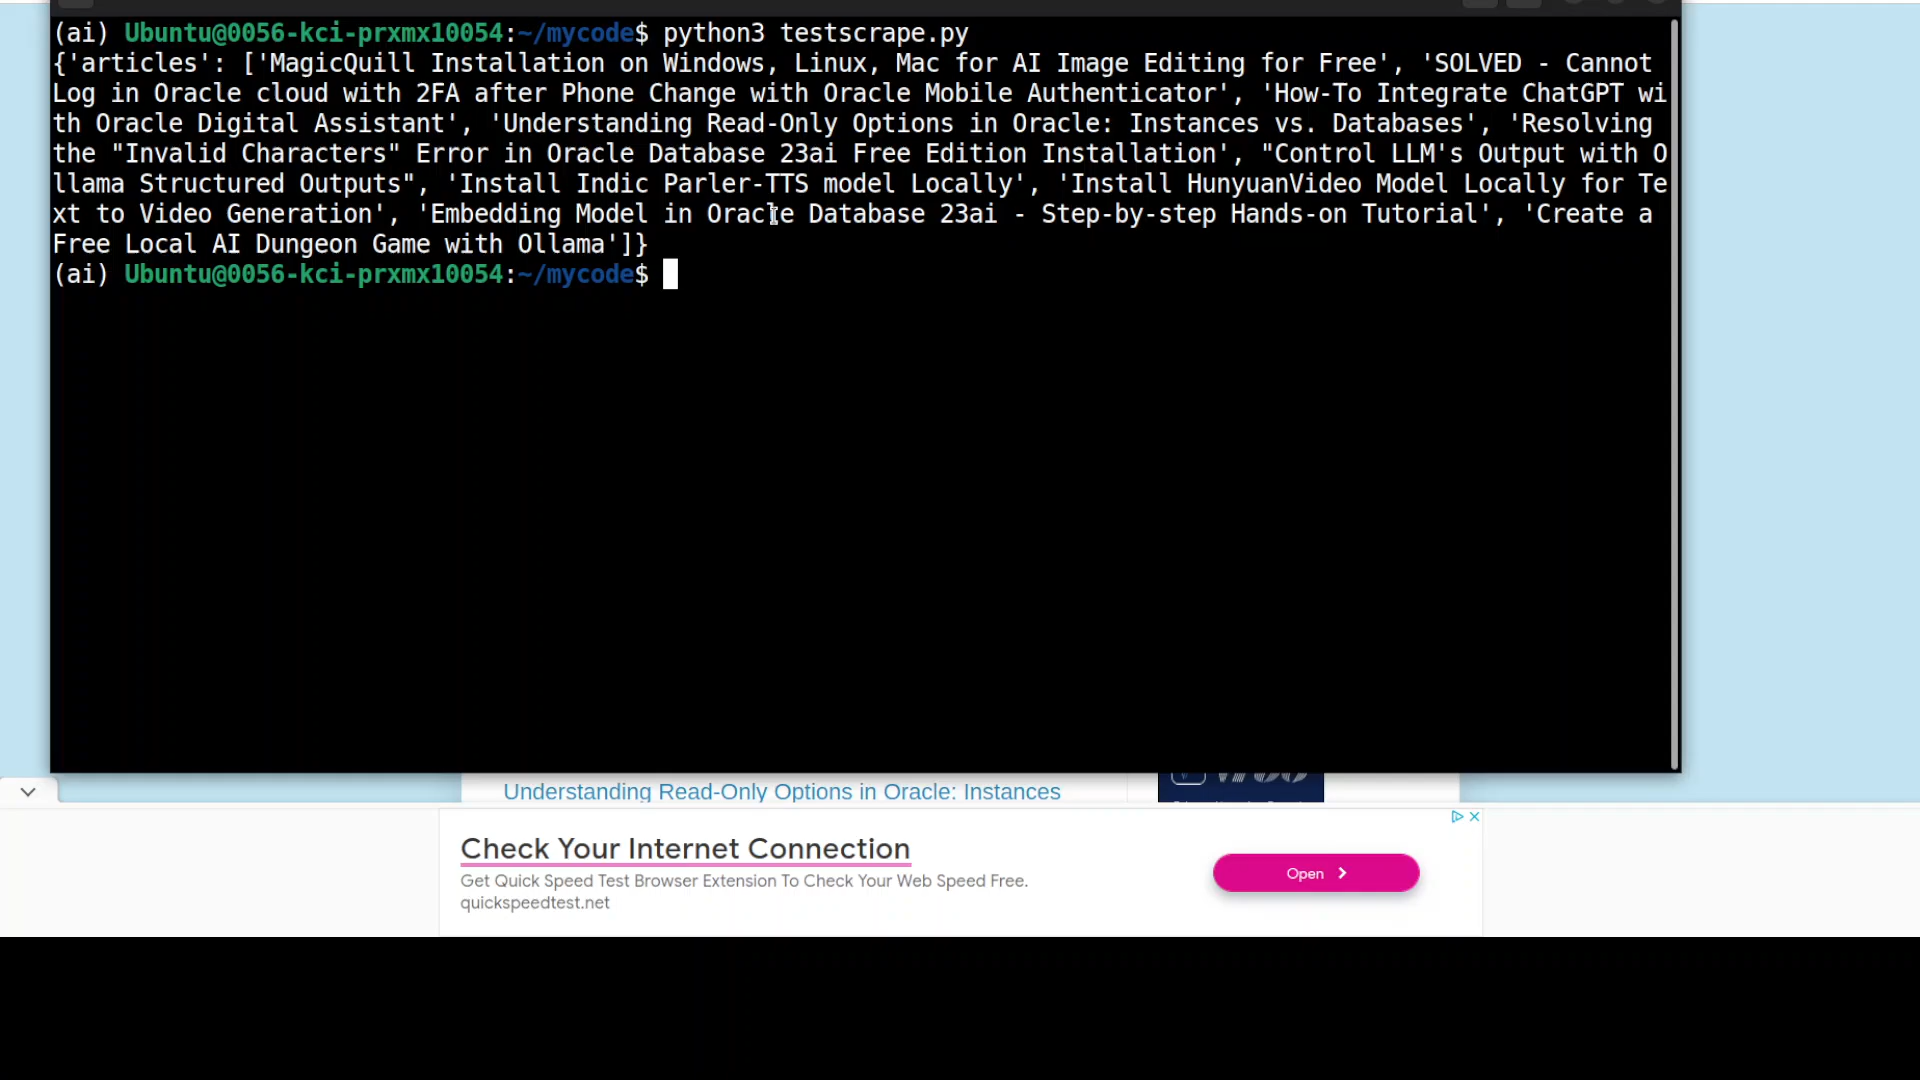 (ai) Ubuntu@0056-kci-prxmx10054:~/mycode$ python3 testscrape.py
{'articles': ['MagicQuill Installation on Windows, Linux, Mac for AI Image Editing for Free', 'SOLVED - Cannot
Log in Oracle cloud with 2FA after Phone Change with Oracle Mobile Authenticator', 'How-To Integrate ChatGPT wi
th Oracle Digital Assistant', 'Understanding Read-Only Options in Oracle: Instances vs. Databases', 'Resolving
the "Invalid Characters" Error in Oracle Database 23ai Free Edition Installation', "Control LLM's Output with O
llama Structured Outputs", 'Install Indic Parler-TTS model Locally', 'Install HunyuanVideo Model Locally for Te
xt to Video Generation', 'Embedding Model in Oracle Database 23ai - Step-by-step Hands-on Tutorial', 'Create a
Free Local AI Dungeon Game with Ollama']}
(ai) Ubuntu@0056-kci-prxmx10054:~/mycode$
Understanding Read-Only Options in Oracle: Instances
Check Your Internet Connection
Get Quick Speed Test Browser Extension To Check Your Web Speed Free.
quickspeedtest.net
Open